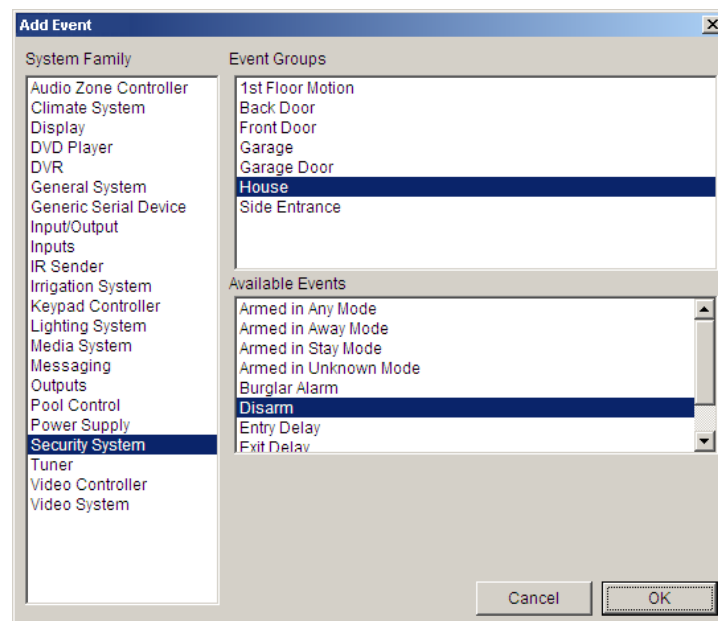 Add Event
System Family
Audio Zone Controller
Climate System
Display
DVD Player
DVR
General System
Generic Serial Device
Input/Output
Inputs
IR Sender
Irrigation System
Keypad Controller
Lighting System
Media System
Messaging
Outputs
Pool Control
Power Supply
Security System
Tuner
Video Controller
Video System
Event Groups
1st Floor Motion
Back Door
Front Door
Garage
Garage Door
House
Side Entrance
Available Events
Armed in Any Mode
Armed in Away Mode
Armed in Stay Mode
Armed in Unknown Mode
Burglar Alarm
Disarm
Entry Delay
Exit Delay
Cancel
OK